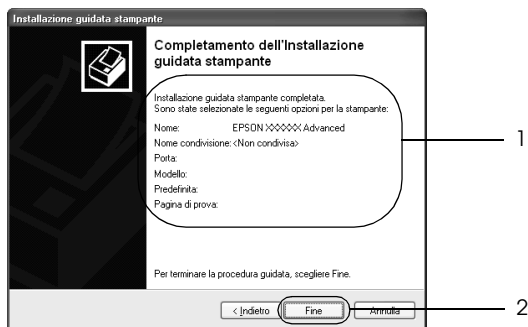 Installazione guidata stampante
Completamento dell'Installazione
guidata stampante
Installazione guidata stampante completata.
Sono state selezionate le seguenti opzioni per la stampante:
Nome: EPSON XXXXX Advanced
Nome condivisione: <Non condivisa>
Porta:
Modello:
Predefinita:
Pagina di prova:
1
Per terminare la procedura guidata, scegliere Fine.
< Indietro Fine Annulla
2